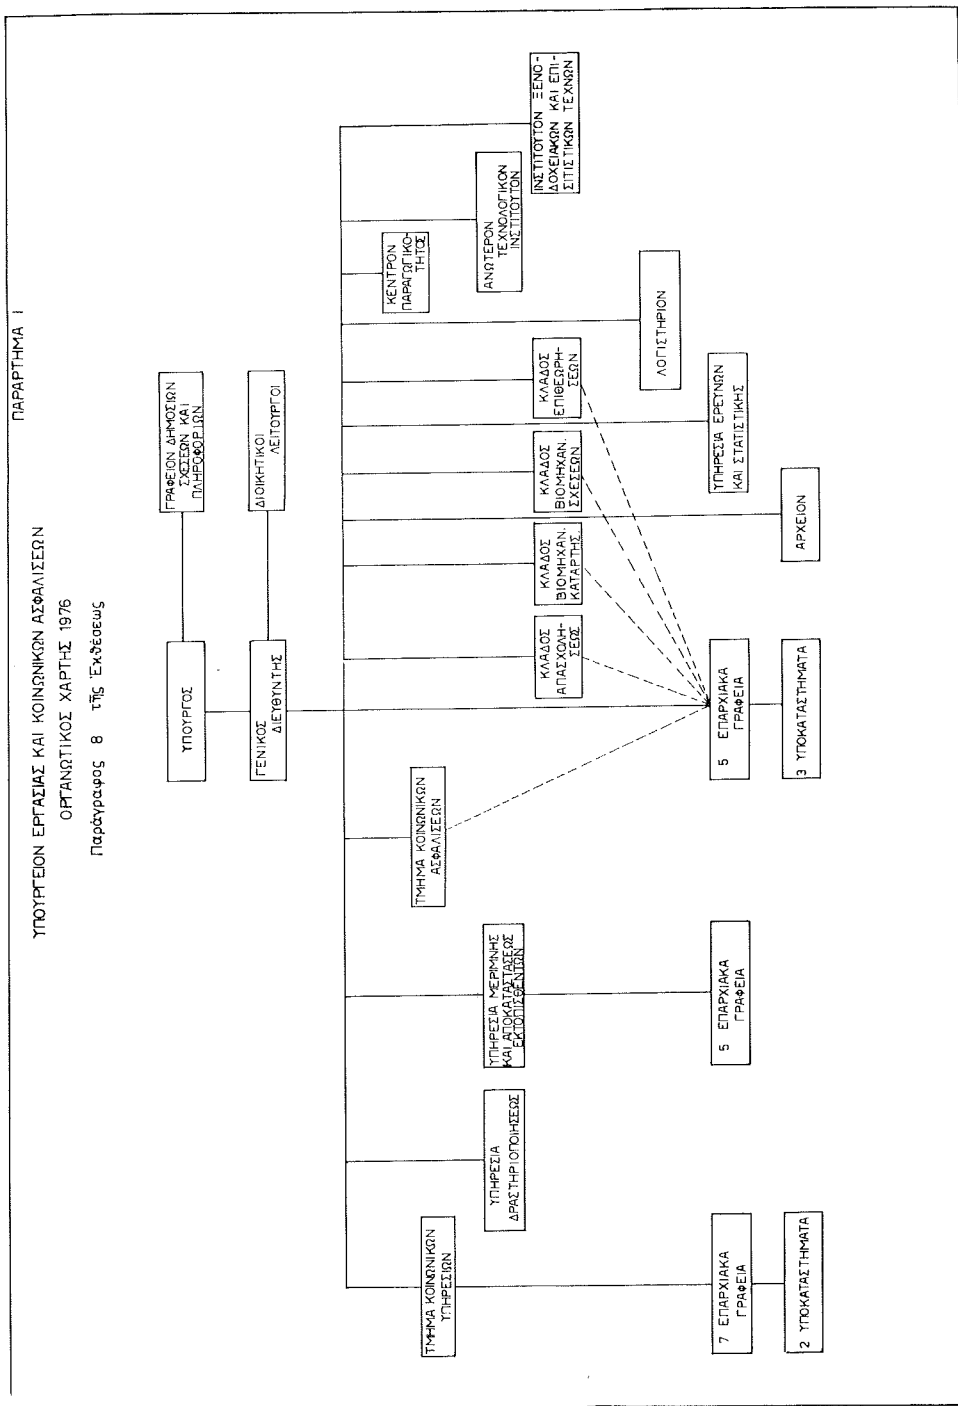 ΠΑΡΑΡΤΗΜΑ Ι
ΥΠΟΥΡΓΕΙΟΝ ΕΡΓΑΣΙΑΣ ΚΑΙ ΚΟΙΝΩΝΙΚΩΝ ΑΣΦΑΛΙΣΕΩΝ
ΟΡΓΑΝΩΤΙΚΟΣ ΧΑΡΤΗΣ 1976
Παράγραφος 8 τῆς Ἐκθέσεως
ΥΠΟΥΡΓΟΣ
ΓΡΑΦΕΙΟΝ ΔΗΜΟΣΙΩΝ
ΣΧΕΣΕΩΝ ΚΑΙ
ΠΛΗΡΟΦΟΡΙΩΝ
ΓΕΝΙΚΟΣ
ΔΙΕΥΘΥΝΤΗΣ
ΔΙΟΙΚΗΤΙΚΟΙ
ΛΕΙΤΟΥΡΓΟΙ
ΤΜΗΜΑ ΚΟΙΝΩΝΙΚΩΝ
ΥΠΗΡΕΣΙΩΝ
ΥΠΗΡΕΣΙΑ
ΔΡΑΣΤΗΡΙΟΠΟΙΗΣΕΩΣ
ΥΠΗΡΕΣΙΑ ΜΕΡΙΜΝΗΣ
ΚΑΙ ΑΠΟΚΑΤΑΣΤΑΣΕΩΣ
ΕΚΤΟΠΙΣΘΕΝΤΩΝ
ΤΜΗΜΑ ΚΟΙΝΩΝΙΚΩΝ
ΑΣΦΑΛΙΣΕΩΝ
ΚΛΑΔΟΣ
ΑΠΑΣΧΟΛΗ-
ΣΕΩΣ
ΚΛΑΔΟΣ
ΒΙΟΜΗΧΑΝ.
ΚΑΤΑΡΤΗΣ.
ΚΛΑΔΟΣ
ΒΙΟΜΗΧΑΝ.
ΣΧΕΣΕΩΝ
ΚΛΑΔΟΣ
ΕΠΙΘΕΩΡΗ-
ΣΕΩΝ
ΚΕΝΤΡΟΝ
ΠΑΡΑΓΩΓΙΚΟ-
ΤΗΤΟΣ
ΑΝΩΤΕΡΟΝ
ΤΕΧΝΟΛΟΓΙΚΟΝ
ΙΝΣΤΙΤΟΥΤΟΝ
ΙΝΣΤΙΤΟΥΤΟΝ ΞΕΝΟ-
ΔΟΧΕΙΑΚΩΝ ΚΑΙ ΕΠΙ-
ΣΙΤΙΣΤΙΚΩΝ ΤΕΧΝΩΝ
ΛΟΓΙΣΤΗΡΙΟΝ
ΥΠΗΡΕΣΙΑ ΕΡΕΥΝΩΝ
ΚΑΙ ΣΤΑΤΙΣΤΙΚΗΣ
ΑΡΧΕΙΟΝ
7 ΕΠΑΡΧΙΑΚΑ
ΓΡΑΦΕΙΑ
2 ΥΠΟΚΑΤΑΣΤΗΜΑΤΑ
5 ΕΠΑΡΧΙΑΚΑ
ΓΡΑΦΕΙΑ
5 ΕΠΑΡΧΙΑΚΑ
ΓΡΑΦΕΙΑ
3 ΥΠΟΚΑΤΑΣΤΗΜΑΤΑ